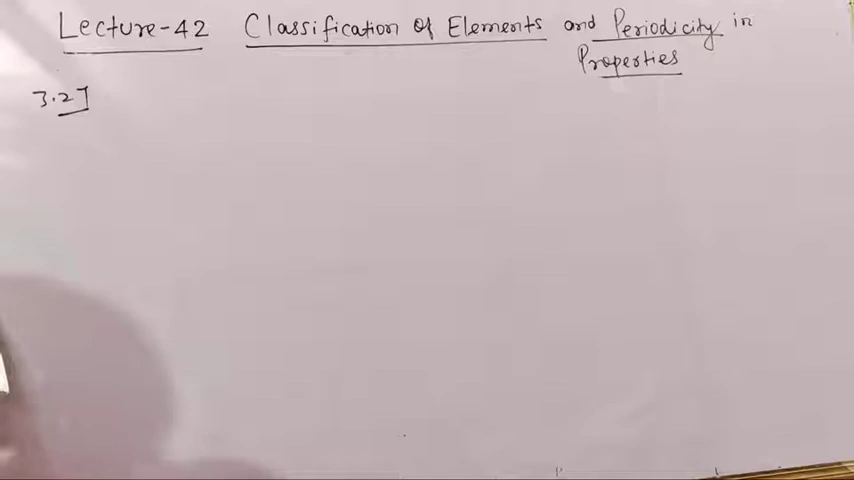 Lecture-42 Classification of Elements and Periodicity in
Properties
3.27